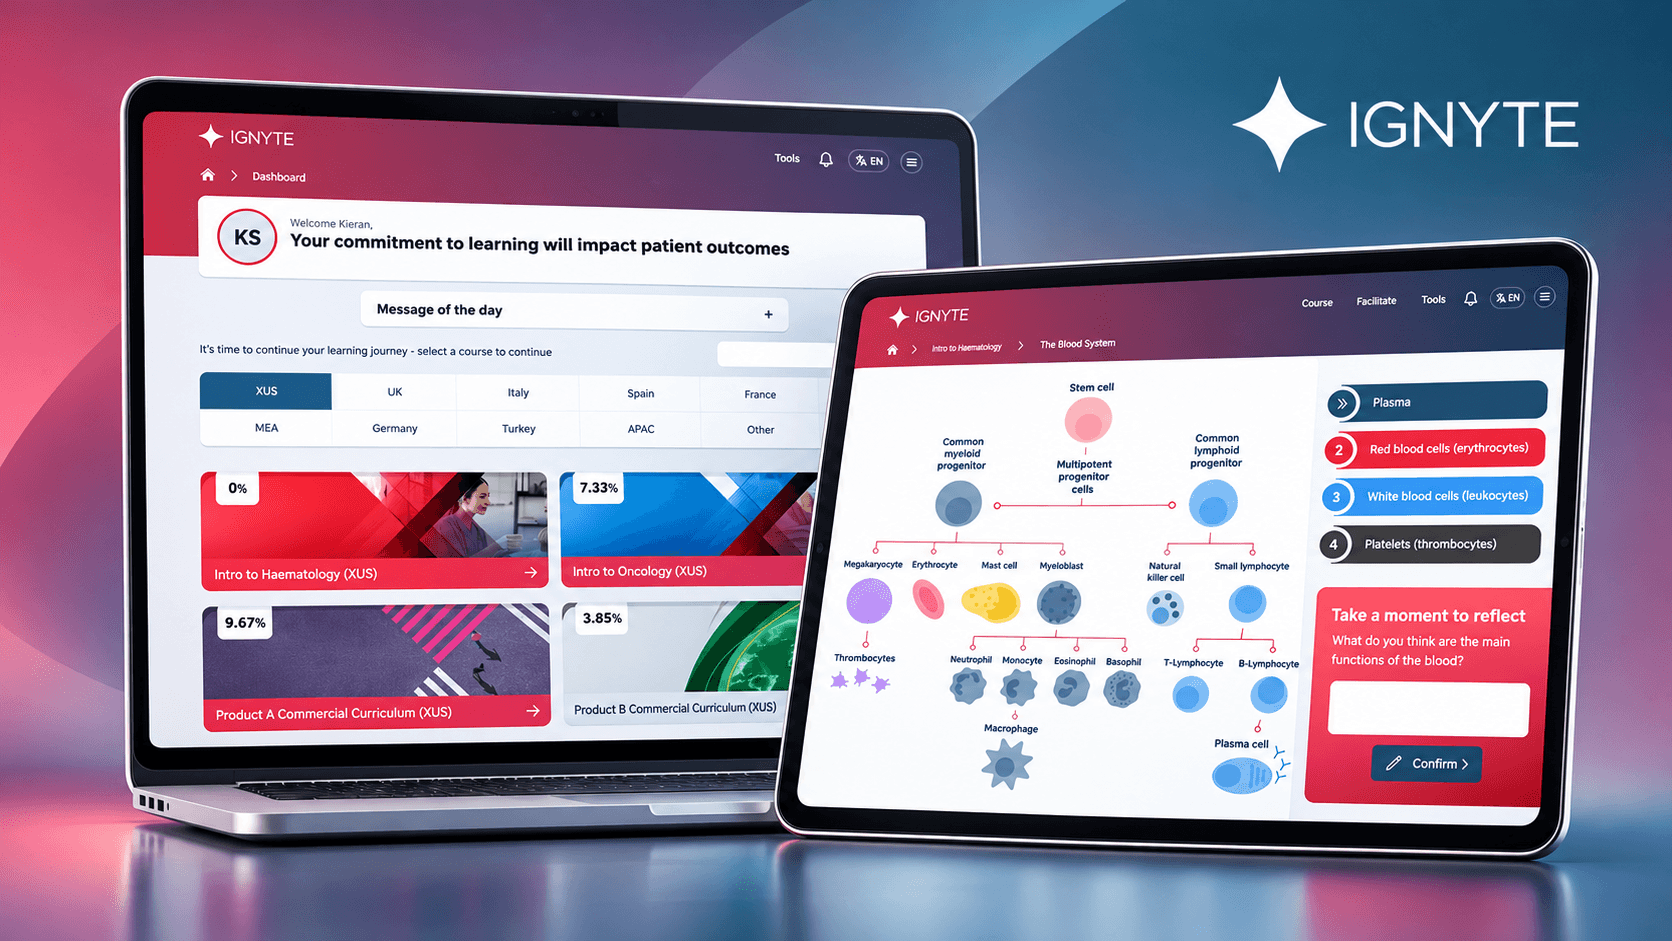 IGNYTE
IGNYTE
Tools
EN
Dashboard
KS
Welcome Kieran,
Your commitment to learning will impact patient outcomes
Message of the day
+
It's time to continue your learning journey - select a course to continue
XUS
UK
Italy
Spain
France
MEA
Germany
Turkey
APAC
Other
0%
Intro to Haematology (XUS)
7.33%
Intro to Oncology (XUS)
9.67%
Product A Commercial Curriculum (XUS)
3.85%
Product B Commercial Curriculum (XUS)
IGNYTE
Course
Facilitate
Tools
EN
Intro to Haematology
The Blood System
Stem cell
Common
myeloid
progenitor
Multipotent
progenitor
cells
Common
lymphoid
progenitor
Megakaryocyte
Erythrocyte
Mast cell
Myeloblast
Natural
killer cell
Small lymphocyte
Thrombocytes
Neutrophil
Monocyte
Eosinophil
Basophil
T-Lymphocyte
B-Lymphocyte
Macrophage
Plasma cell
Plasma
2 Red blood cells (erythrocytes)
3 White blood cells (leukocytes)
4 Platelets (thrombocytes)
Take a moment to reflect
What do you think are the main
functions of the blood?
Confirm